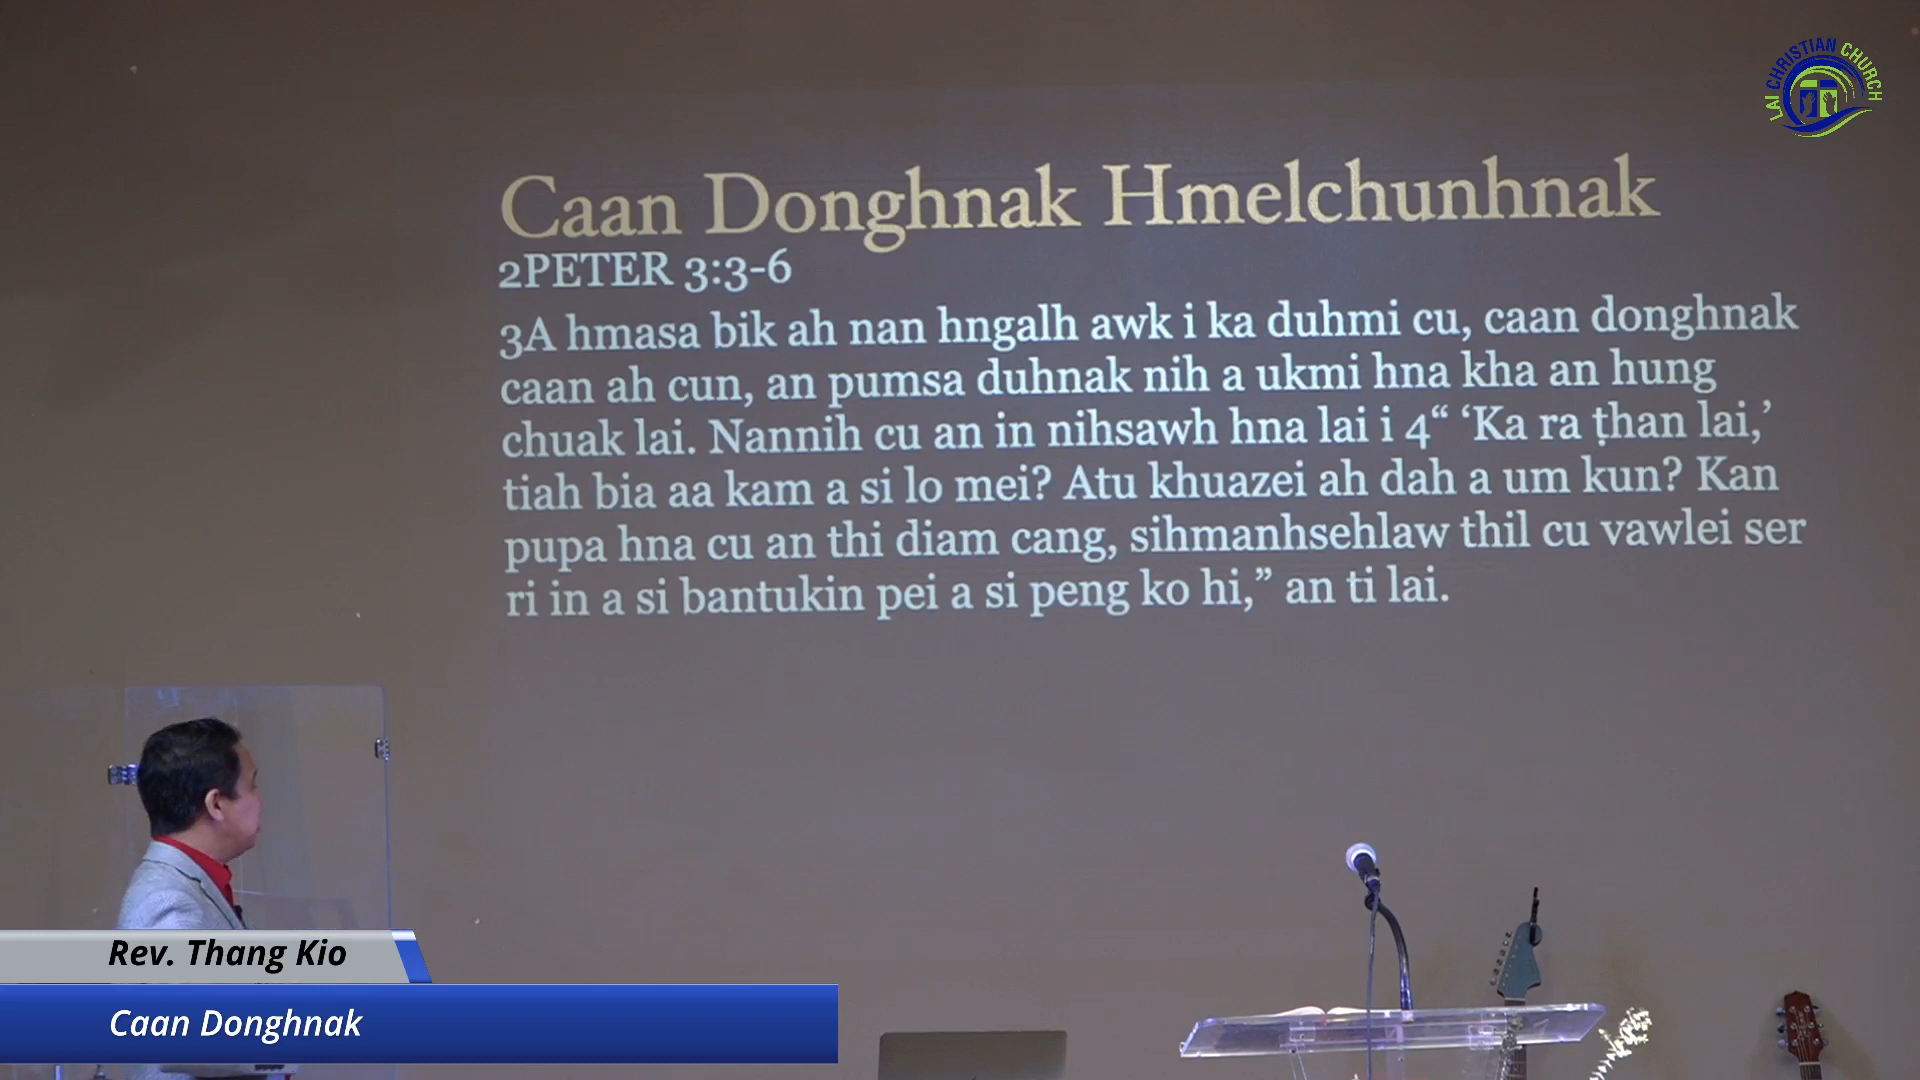 LAI CHRISTIAN CHURCH
Caan Donghnak Hmelchunhnak
2PETER 3:3-6
3A hmasa bik ah nan hngalh awk i ka duhmi cu, caan donghnak
caan ah cun, an pumsa duhnak nih a ukmi hna kha an hung
chuak lai. Nannih cu an in nihsawh hna lai i 4“ ‘Ka ra ṭhan lai,’
tiah bia aa kam a si lo mei? Atu khuazei ah dah a um kun? Kan
pupa hna cu an thi diam cang, sihmanhsehlaw thil cu vawlei ser
ri in a si bantukin pei a si peng ko hi,” an ti lai.
Rev. Thang Kio
Caan Donghnak